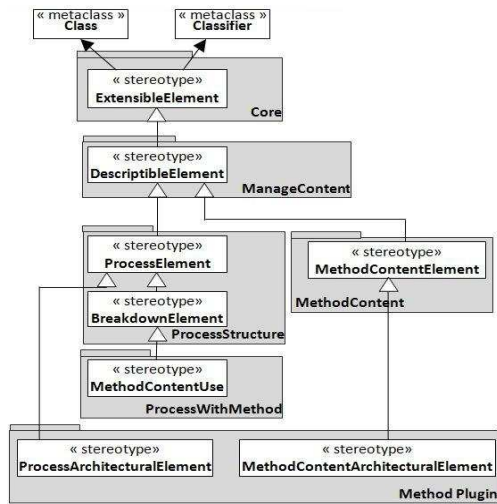 « metaclass»
Class
« metaclass»
Classifier
« stereotype»
ExtensibleElement
Core
« stereotype»
DescriptibleElement
ManageContent
« stereotype»
ProcessElement
« stereotype»
MethodContentElement
« stereotype»
BreakdownElement
MethodContent
ProcessStructure
« stereotype»
MethodContentUse
ProcessWithMethod
« stereotype»
ProcessArchitecturalElement
« stereotype»
MethodContentArchitecturalElement
Method Plugin